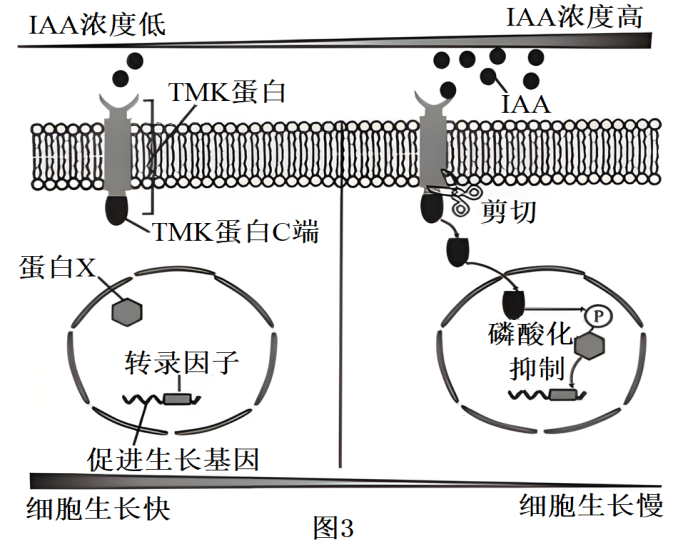 IAA浓度低
IAA浓度高
TMK蛋白
IAA
剪切
TMK蛋白C端
蛋白X
P
磷酸化
抑制
转录因子
促进生长基因
细胞生长快
细胞生长慢
图3